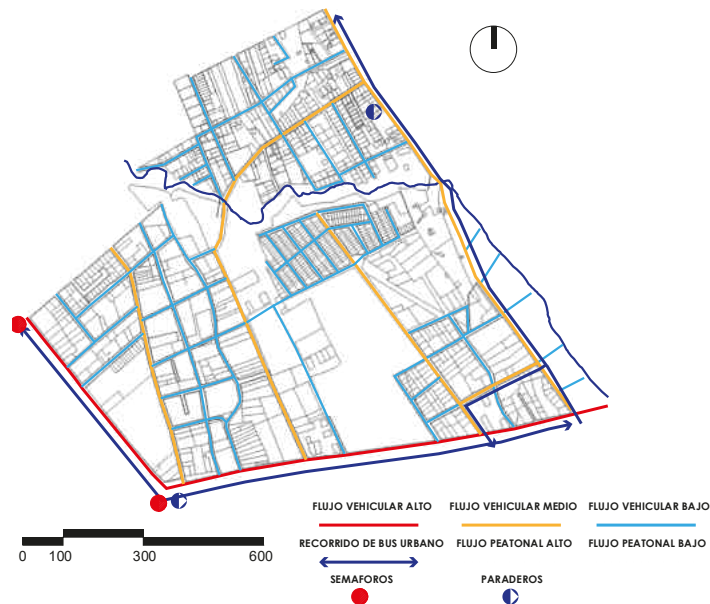 FLUJO VEHICULAR ALTO FLUJO VEHICULAR MEDIO FLUJO VEHICULAR BAJO
RECORRIDO DE BUS URBANO FLUJO PEATONAL ALTO FLUJO PEATONAL BAJO
0 100 300 600
SEMAFOROS PARADEROS